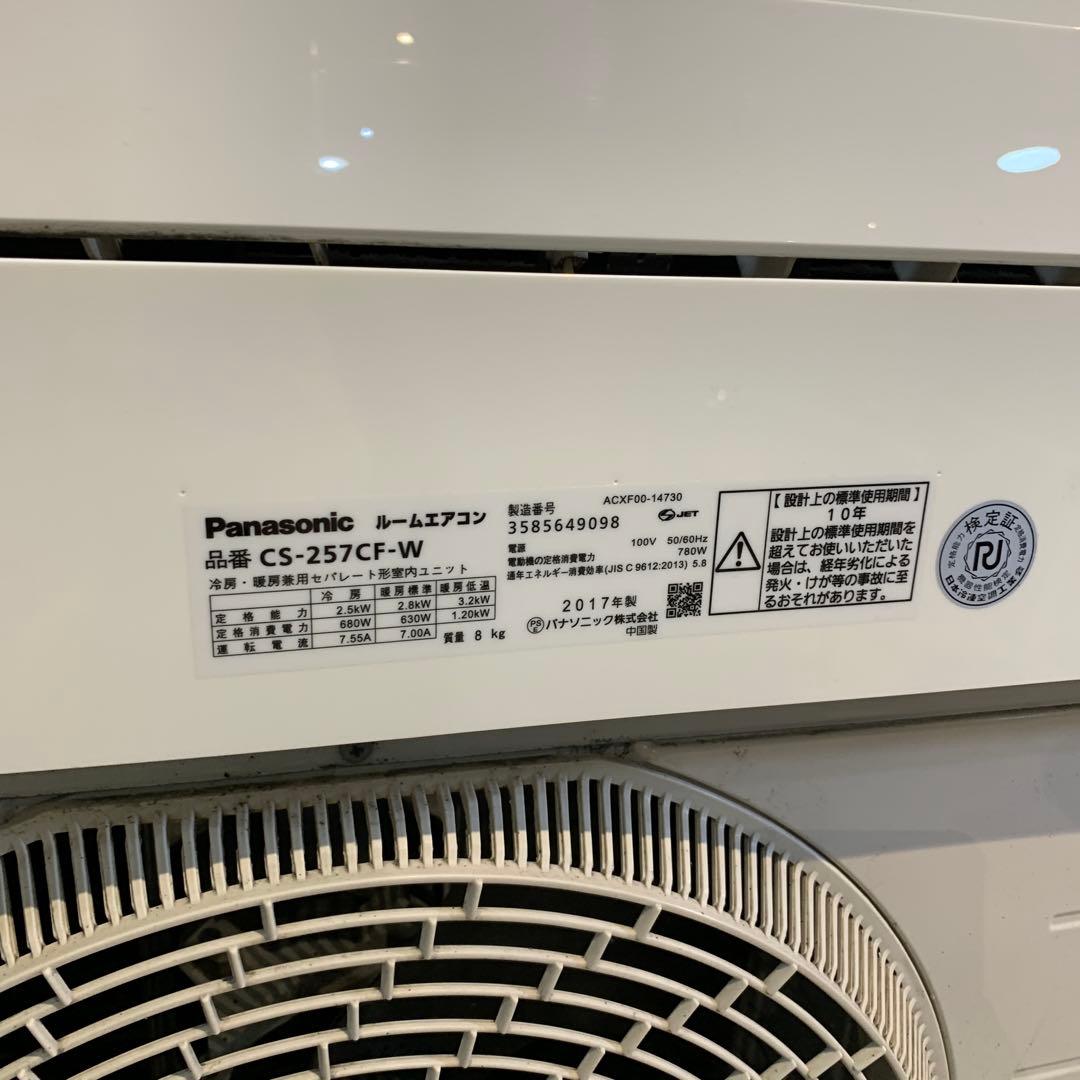 Panasonic ルームエアコン
品番 CS-257CF-W
冷房・暖房兼用セパレート形室内ユニット
冷房 暖房標準 暖房低温
定格能力 2.5kW 2.8kW 3.2kW
定格消費電力 680W 630W 1.20kW
運転電流 7.55A 7.00A
質量 8 kg
ACXF00-14730
製造番号
3585649098
JET
電源 100V 50/60Hz
電動機の定格消費電力 780W
通年エネルギー消費効率(JIS C 9612:2013) 5.8
2017年製
PS
E
パナソニック株式会社
中国製
【設計上の標準使用期間】
10年
設計上の標準使用期間を
超えてお使いいただいた
場合は、経年劣化による
発火・けが等の事故に至
るおそれがあります。
検定証
日本冷凍空調工業会